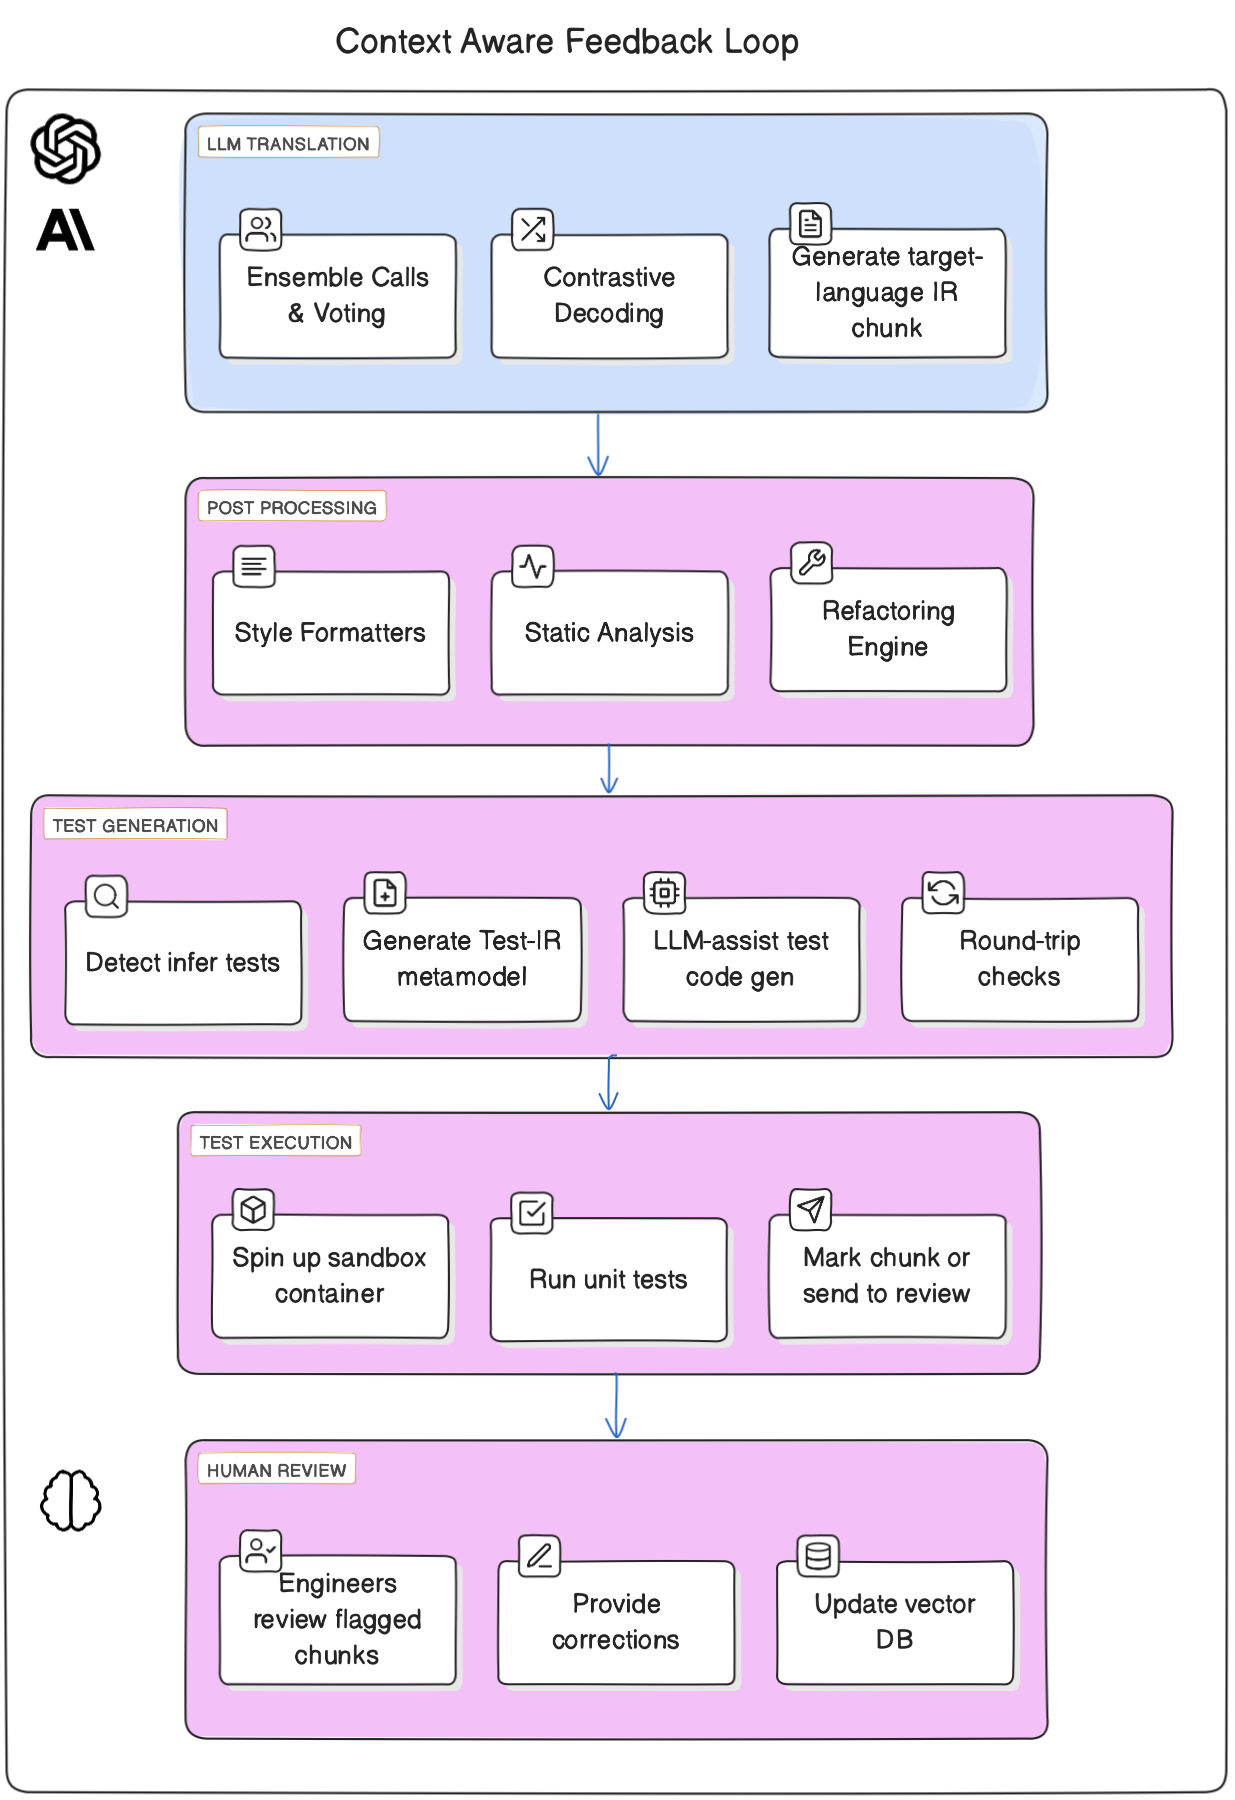 Context Aware Feedback Loop
LLM TRANSLATION
Ensemble Calls
& Voting
Contrastive
Decoding
Generate target-
language IR
chunk
POST PROCESSING
Style Formatters
Static Analysis
Refactoring
Engine
TEST GENERATION
Detect infer tests
Generate Test-IR
metamodel
LLM-assist test
code gen
Round-trip
checks
TEST EXECUTION
Spin up sandbox
container
Run unit tests
Mark chunk or
send to review
HUMAN REVIEW
Engineers
review flagged
chunks
Provide
corrections
Update vector
DB